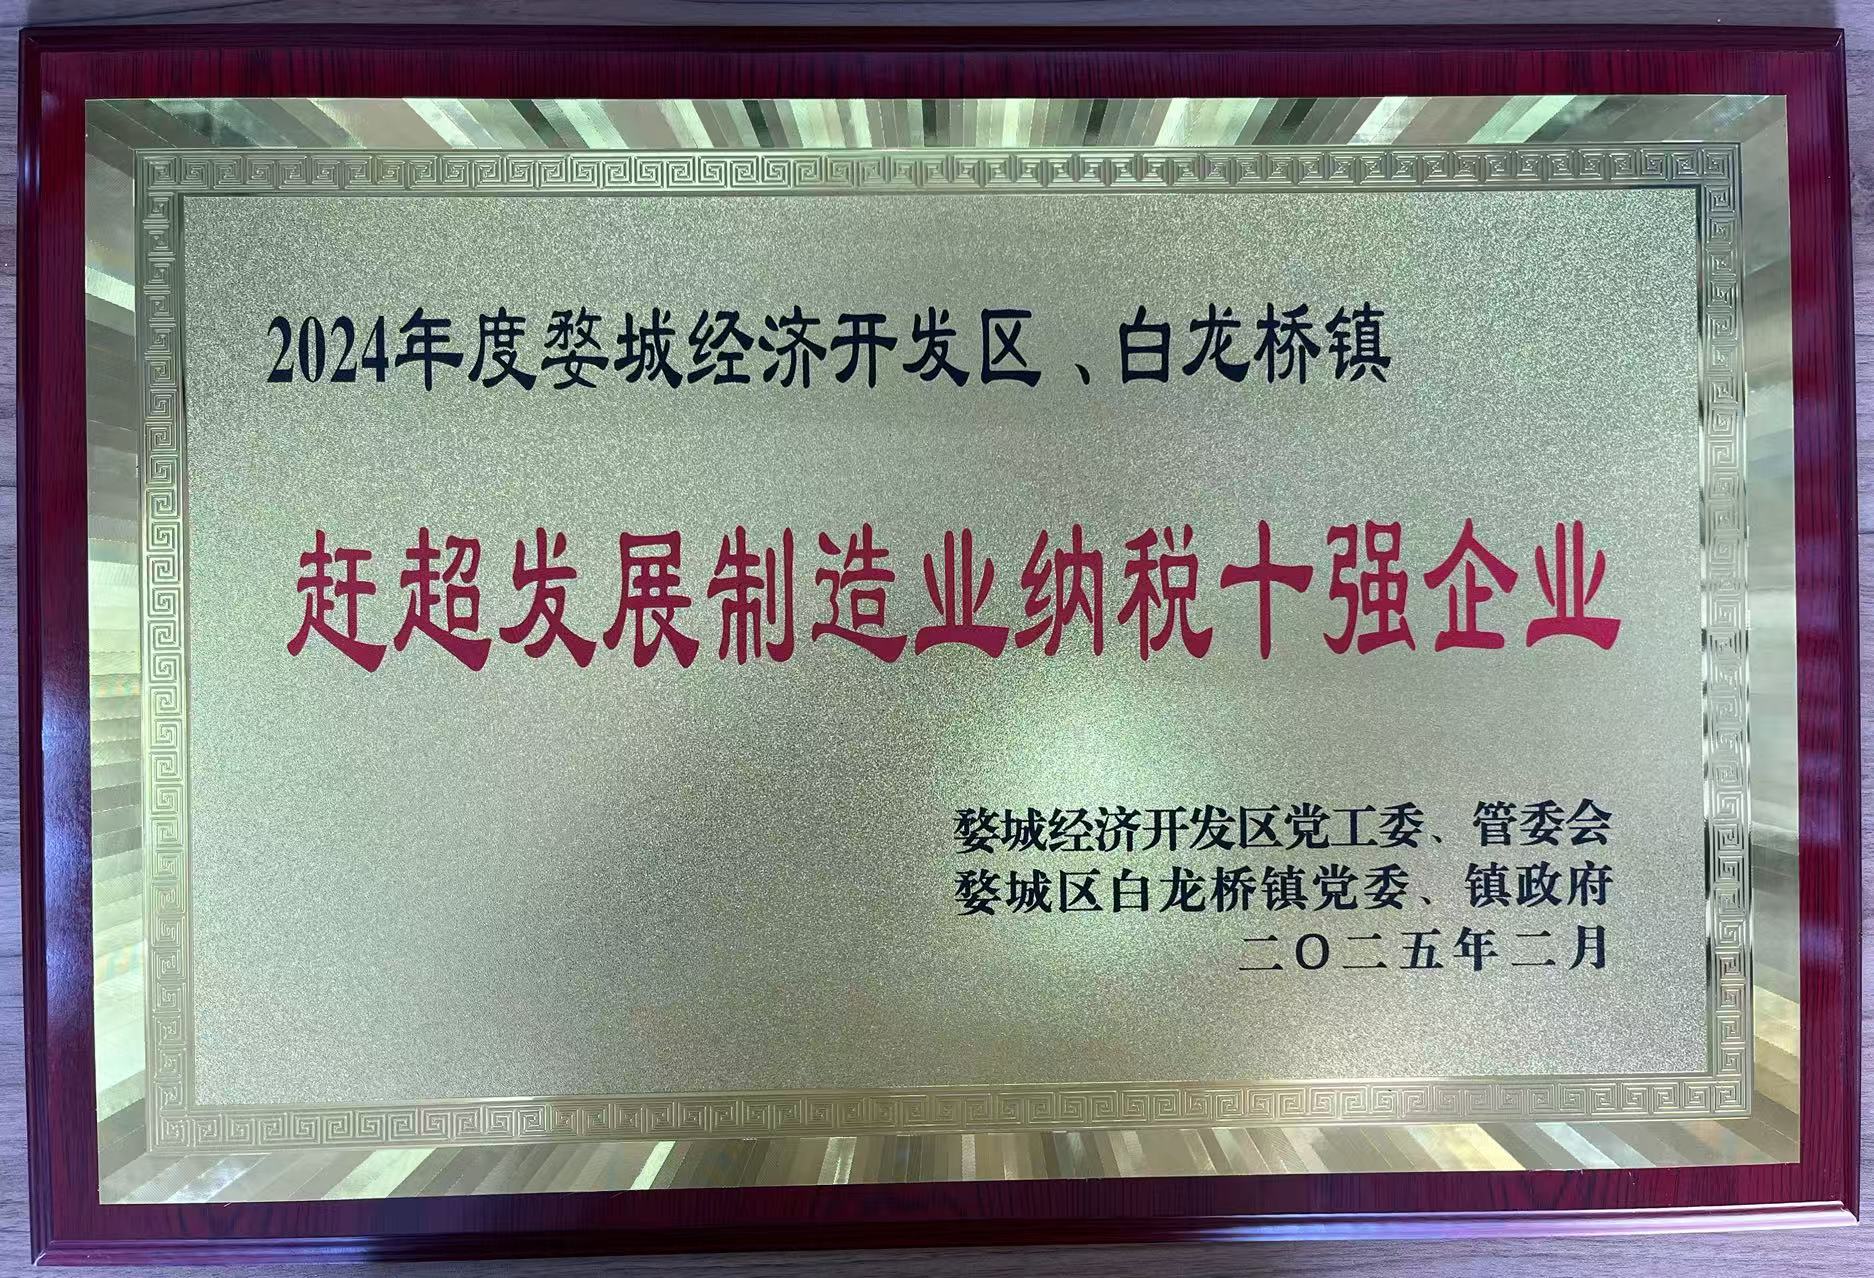 2024年度婺城经济开发区、白龙桥镇
赶超发展制造业纳税十强企业
婺城经济开发区党工委、管委会
婺城区白龙桥镇党委、镇政府
二〇二五年二月